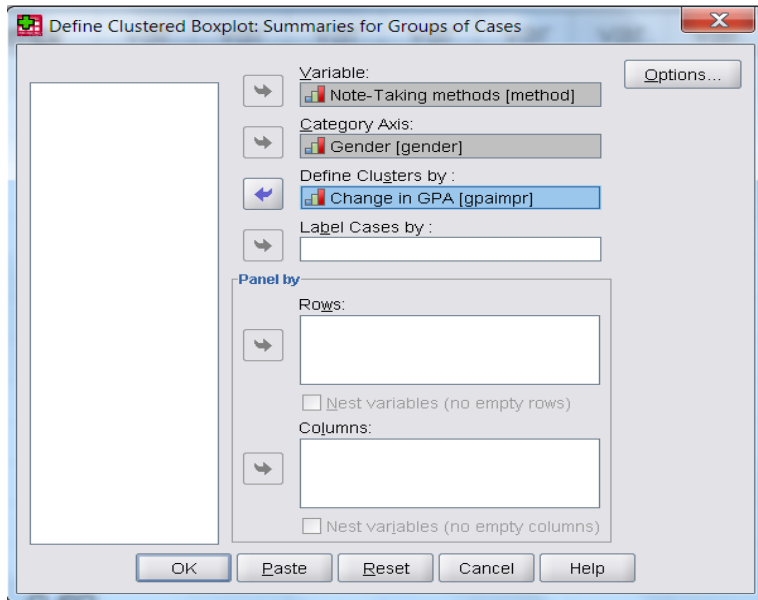 Define Clustered Boxplot: Summaries for Groups of Cases
Variable:
Note-Taking methods [method]
Options...
Category Axis:
Gender [gender]
Define Clusters by :
Change in GPA [gpaimpr]
Label Cases by :
Panel by
Rows:
Nest variables (no empty rows)
Columns:
Nest variables (no empty columns)
OK
Paste
Reset
Cancel
Help